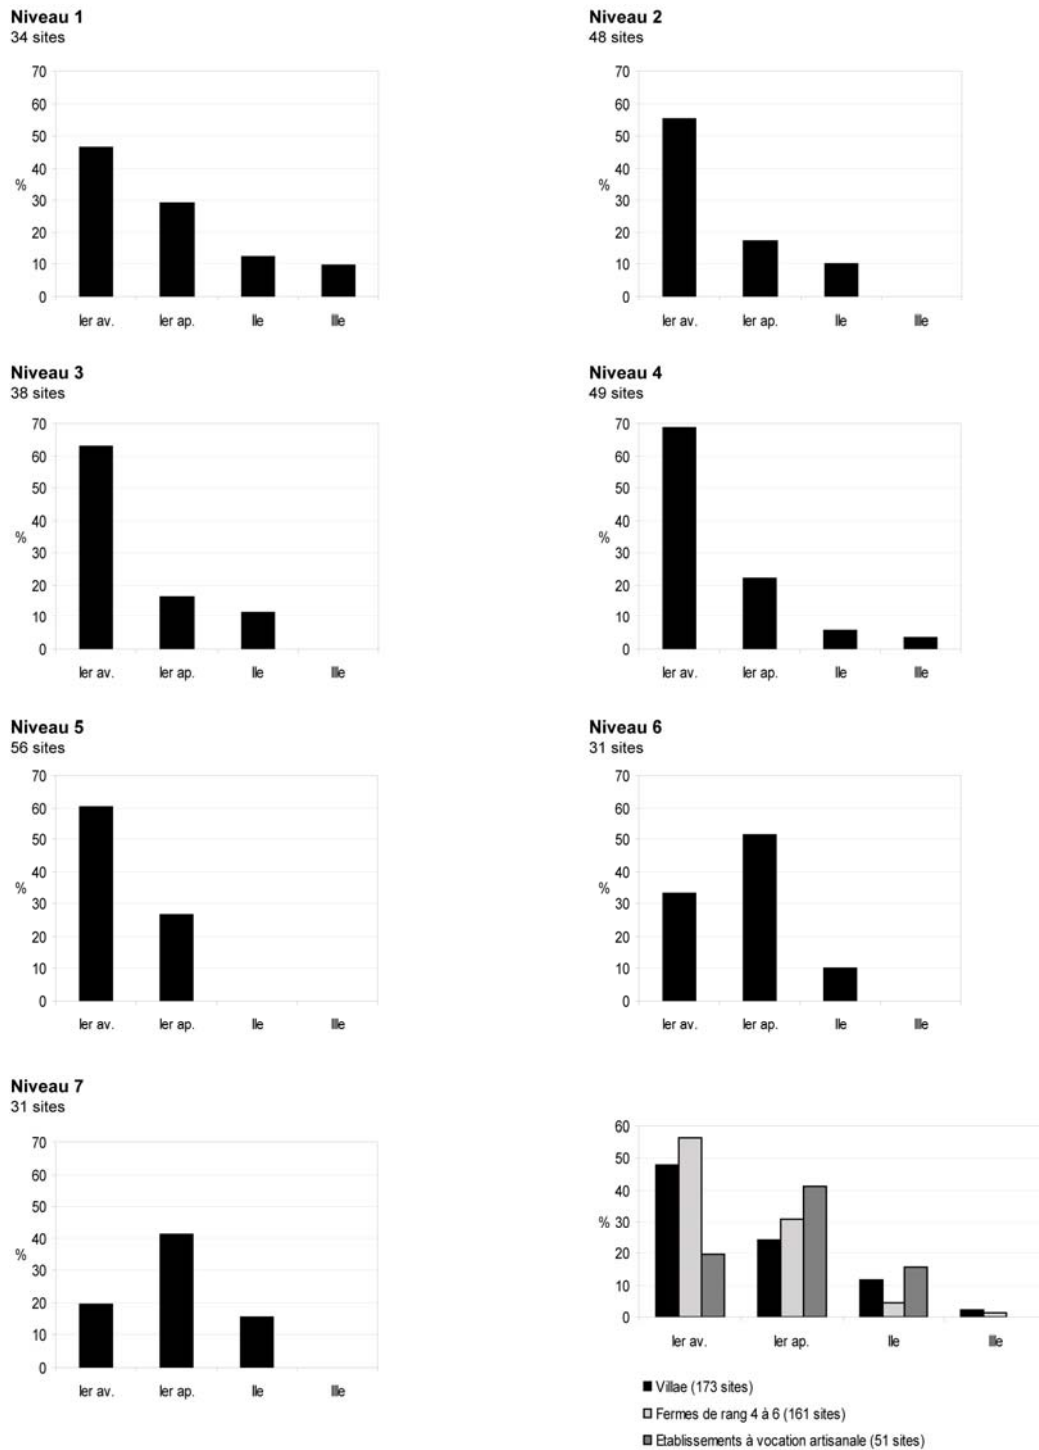 Niveau 1
34 sites
70
60
50
40
30
20
10
0
%
Ier av.
Ier ap.
IIe
IIIe
Niveau 2
48 sites
70
60
50
40
30
20
10
0
%
Ier av.
Ier ap.
IIe
IIIe
Niveau 3
38 sites
70
60
50
40
30
20
10
0
%
Ier av.
Ier ap.
IIe
IIIe
Niveau 4
49 sites
70
60
50
40
30
20
10
0
%
Ier av.
Ier ap.
IIe
IIIe
Niveau 5
56 sites
70
60
50
40
30
20
10
0
%
Ier av.
Ier ap.
IIe
IIIe
Niveau 6
31 sites
70
60
50
40
30
20
10
0
%
Ier av.
Ier ap.
IIe
IIIe
Niveau 7
31 sites
70
60
50
40
30
20
10
0
%
Ier av.
Ier ap.
IIe
IIIe
60
50
40
30
20
10
0
%
Ier av.
Ier ap.
IIe
IIIe
Villae (173 sites)
Fermes de rang 4 à 6 (161 sites)
Etablissements à vocation artisanale (51 sites)